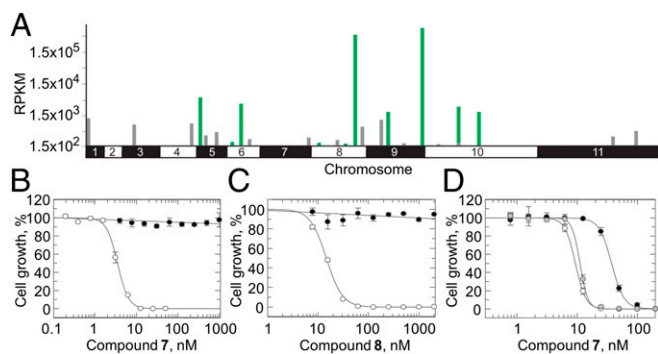 A
RPKM
1.5x10⁵
1.5x10⁴
1.5x10³
1.5x10²
1 2 3 4 5 6 7 8 9 10 11
Chromosome
B
Cell growth, %
120
100
80
60
40
20
0
0.1 1 10 100 1000
Compound 7, nM
C
Cell growth, %
100
80
60
40
20
0
1 10 100 1000
Compound 8, nM
D
Cell growth, %
120
100
80
60
40
20
0
1 10 100
Compound 7, nM